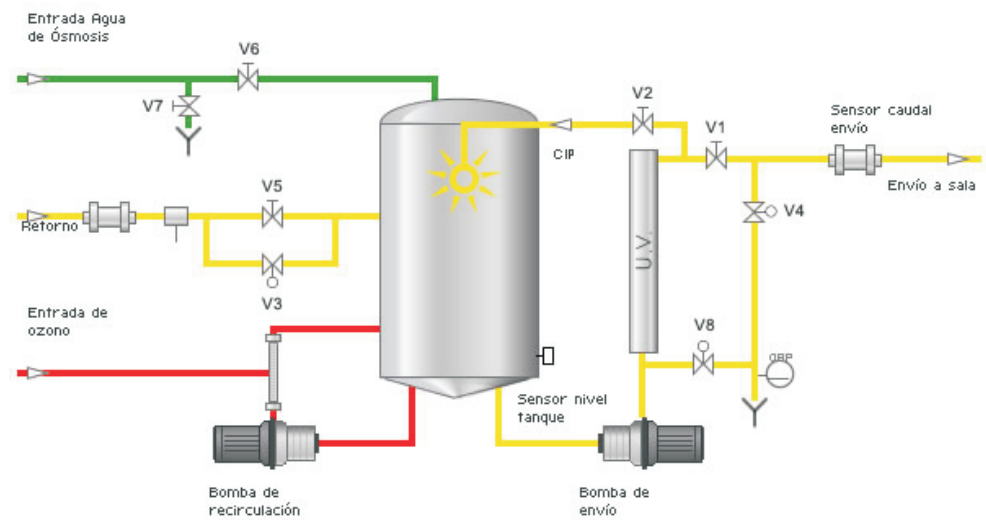 Entrada Agua
de Ósmosis
V6
V7
V2
V1
Sensor caudal
envío
CIP
Envío a sala
V5
Retorno
V4
U.V.
V3
Entrada de
ozono
V8
ORP
Sensor nivel
tanque
Bomba de
recirculación
Bomba de
envío